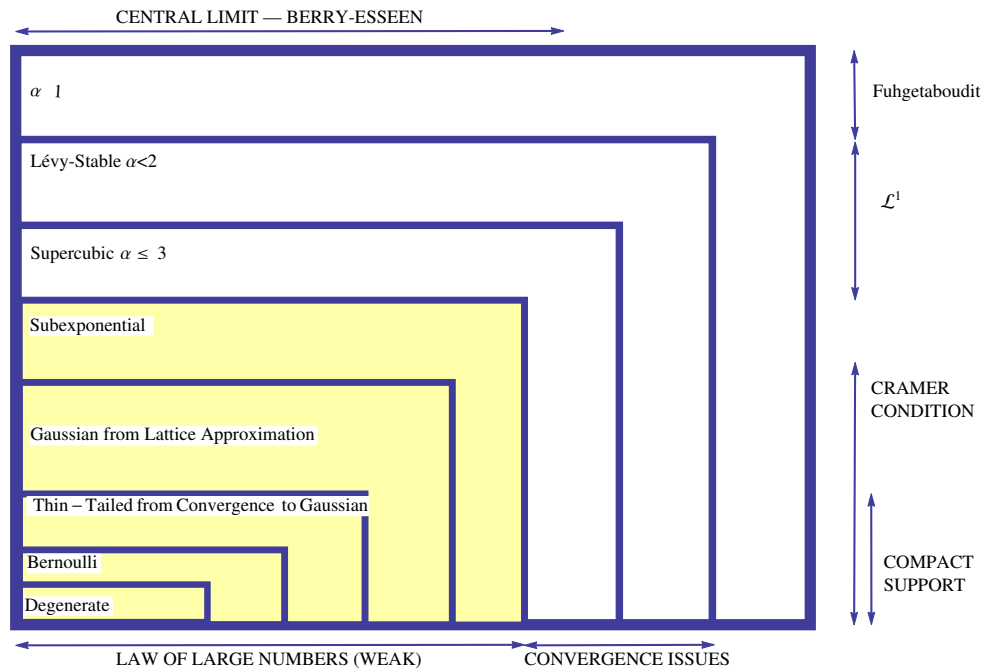 CENTRAL LIMIT — BERRY-ESSEEN
α 1
Fuhgetaboudit
Lévy-Stable α<2
ℒ¹
Supercubic α ≤ 3
Subexponential
CRAMER
CONDITION
Gaussian from Lattice Approximation
Thin – Tailed from Convergence to Gaussian
Bernoulli
COMPACT
SUPPORT
Degenerate
LAW OF LARGE NUMBERS (WEAK)
CONVERGENCE ISSUES